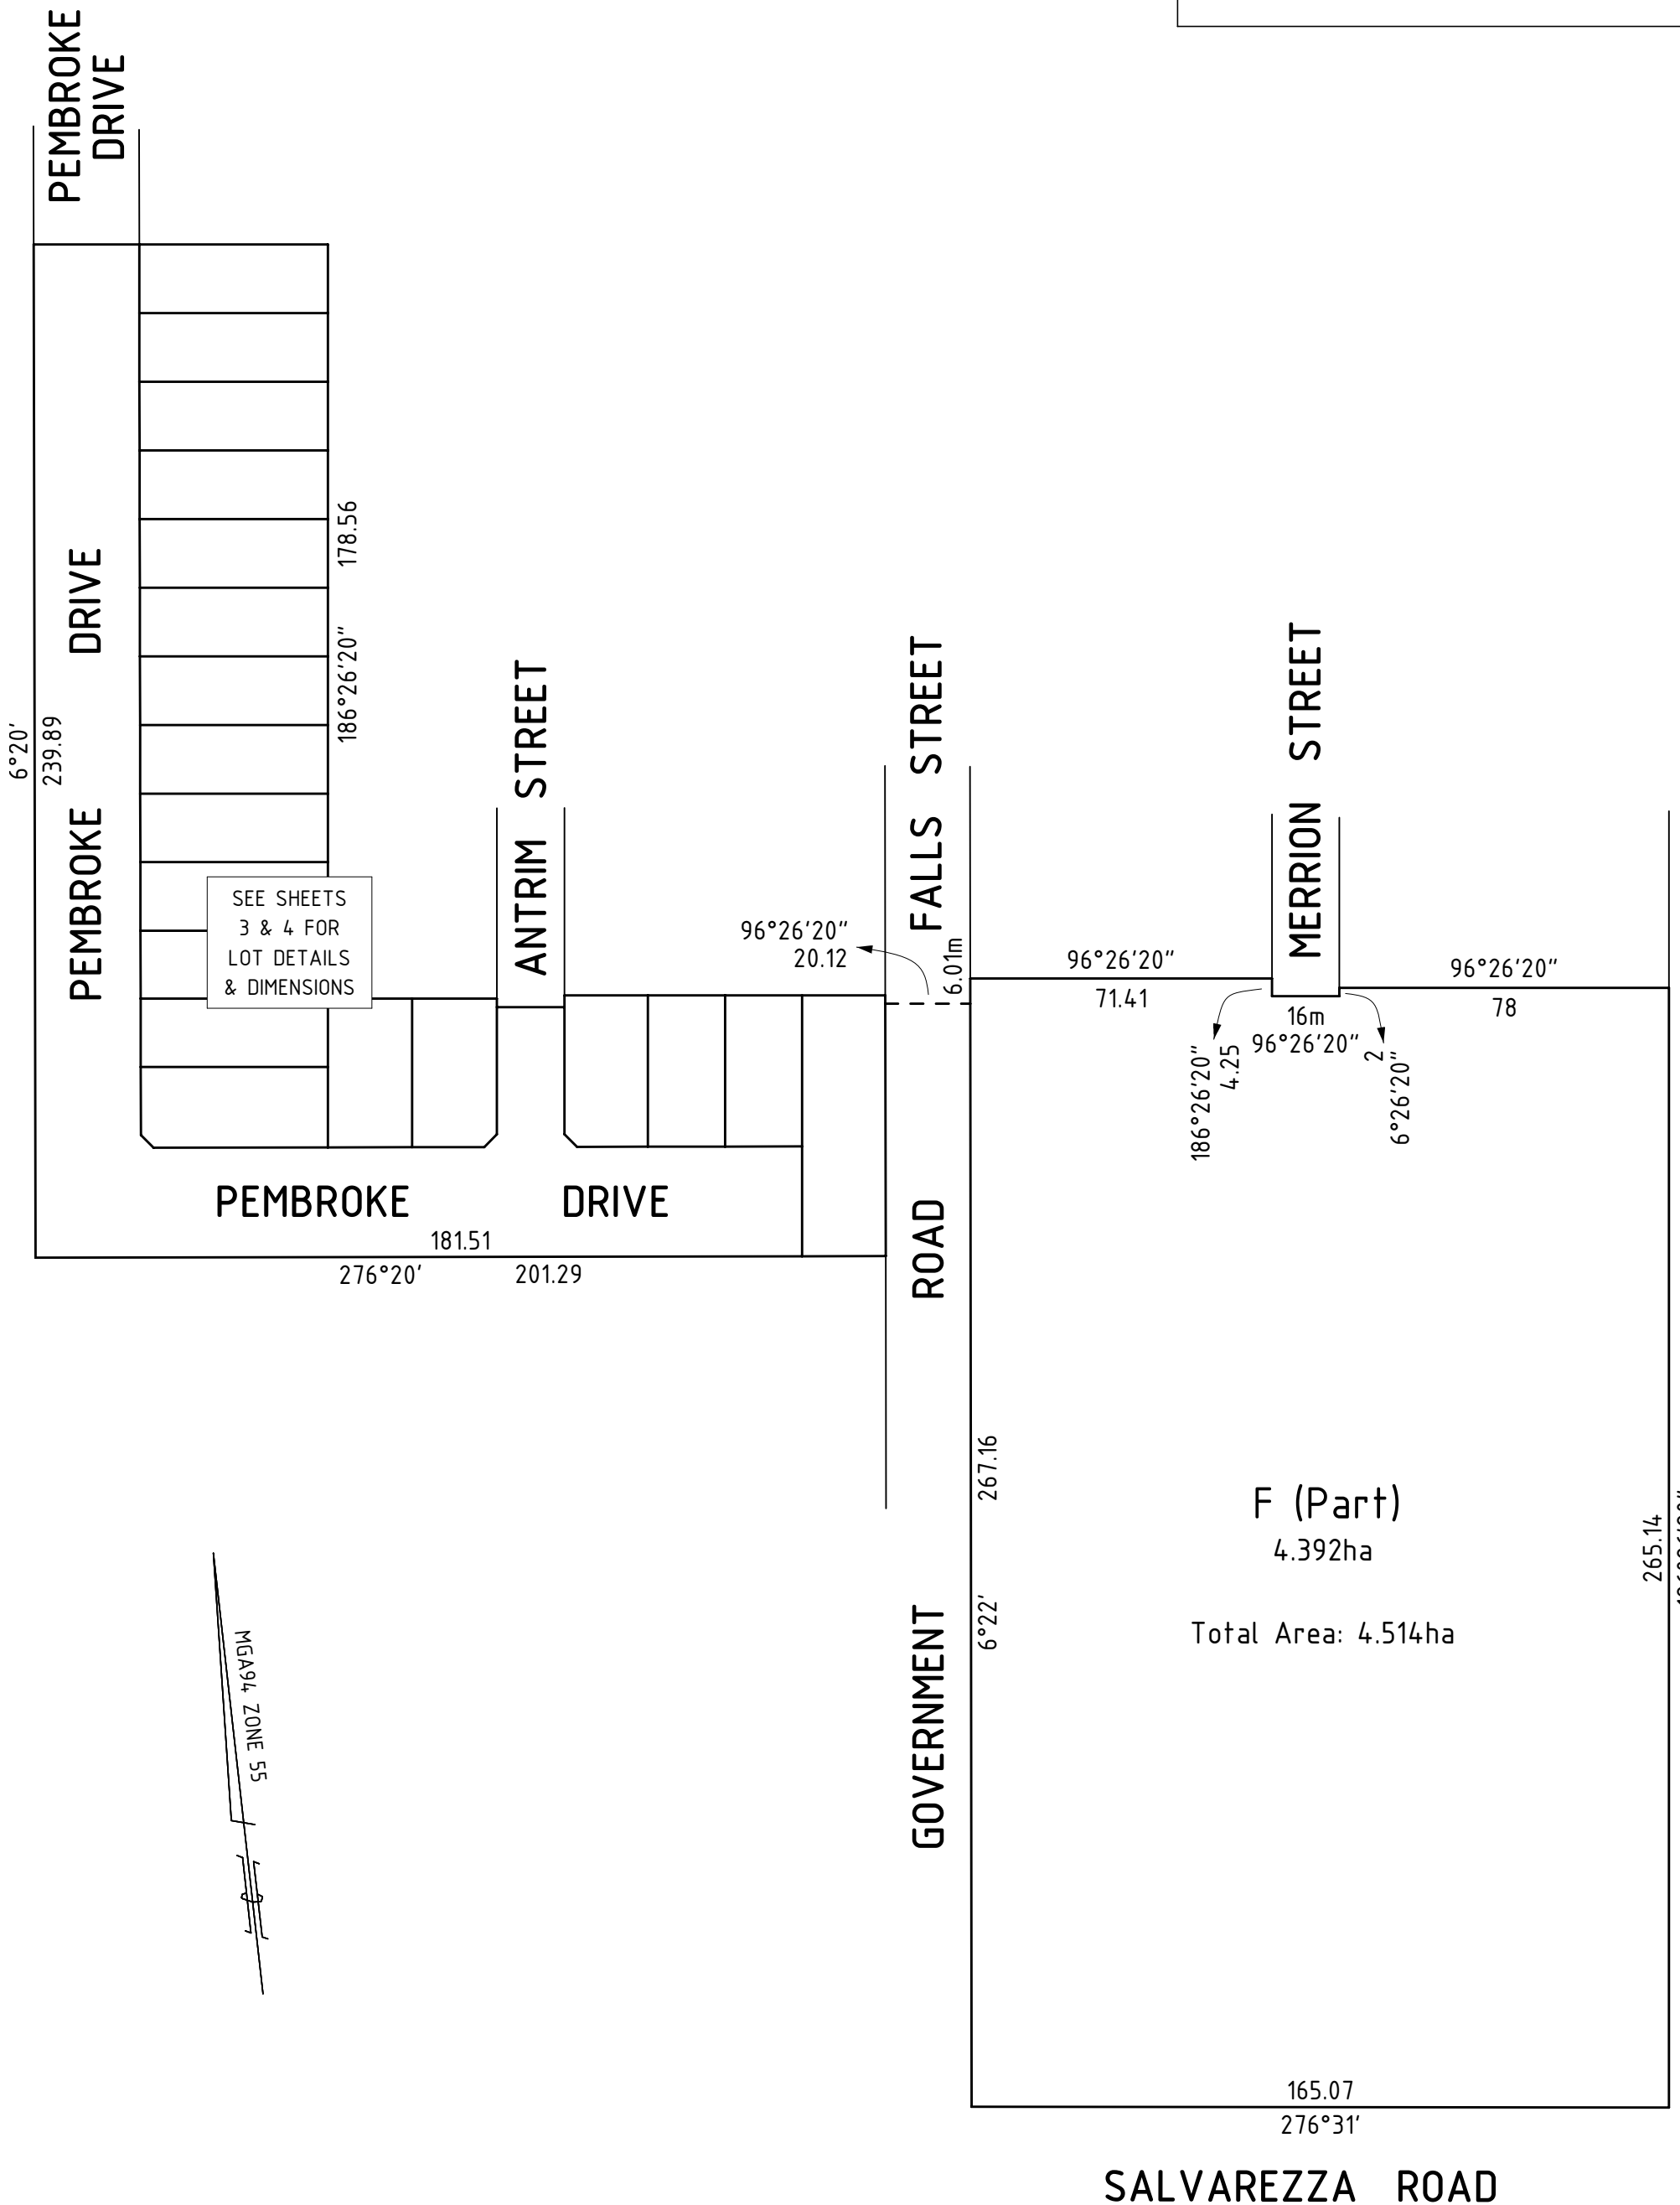 PEMBROKE
DRIVE
178.56
186°26'20"
PEMBROKE DRIVE
6°20'
239.89
ANTRIM STREET
FALLS STREET
MERRION STREET
SEE SHEETS
3 & 4 FOR
LOT DETAILS
& DIMENSIONS
96°26'20"
20.12
6.01m
96°26'20"
71.41
16m
96°26'20"
96°26'20"
78
186°26'20"
4.25
2
6°26'20"
PEMBROKE DRIVE
181.51
276°20'
201.29
GOVERNMENT ROAD
267.16
6°22'
F (Part)
4.392ha
Total Area: 4.514ha
265.14
MGA94 ZONE 55
165.07
276°31'
SALVAREZZA ROAD